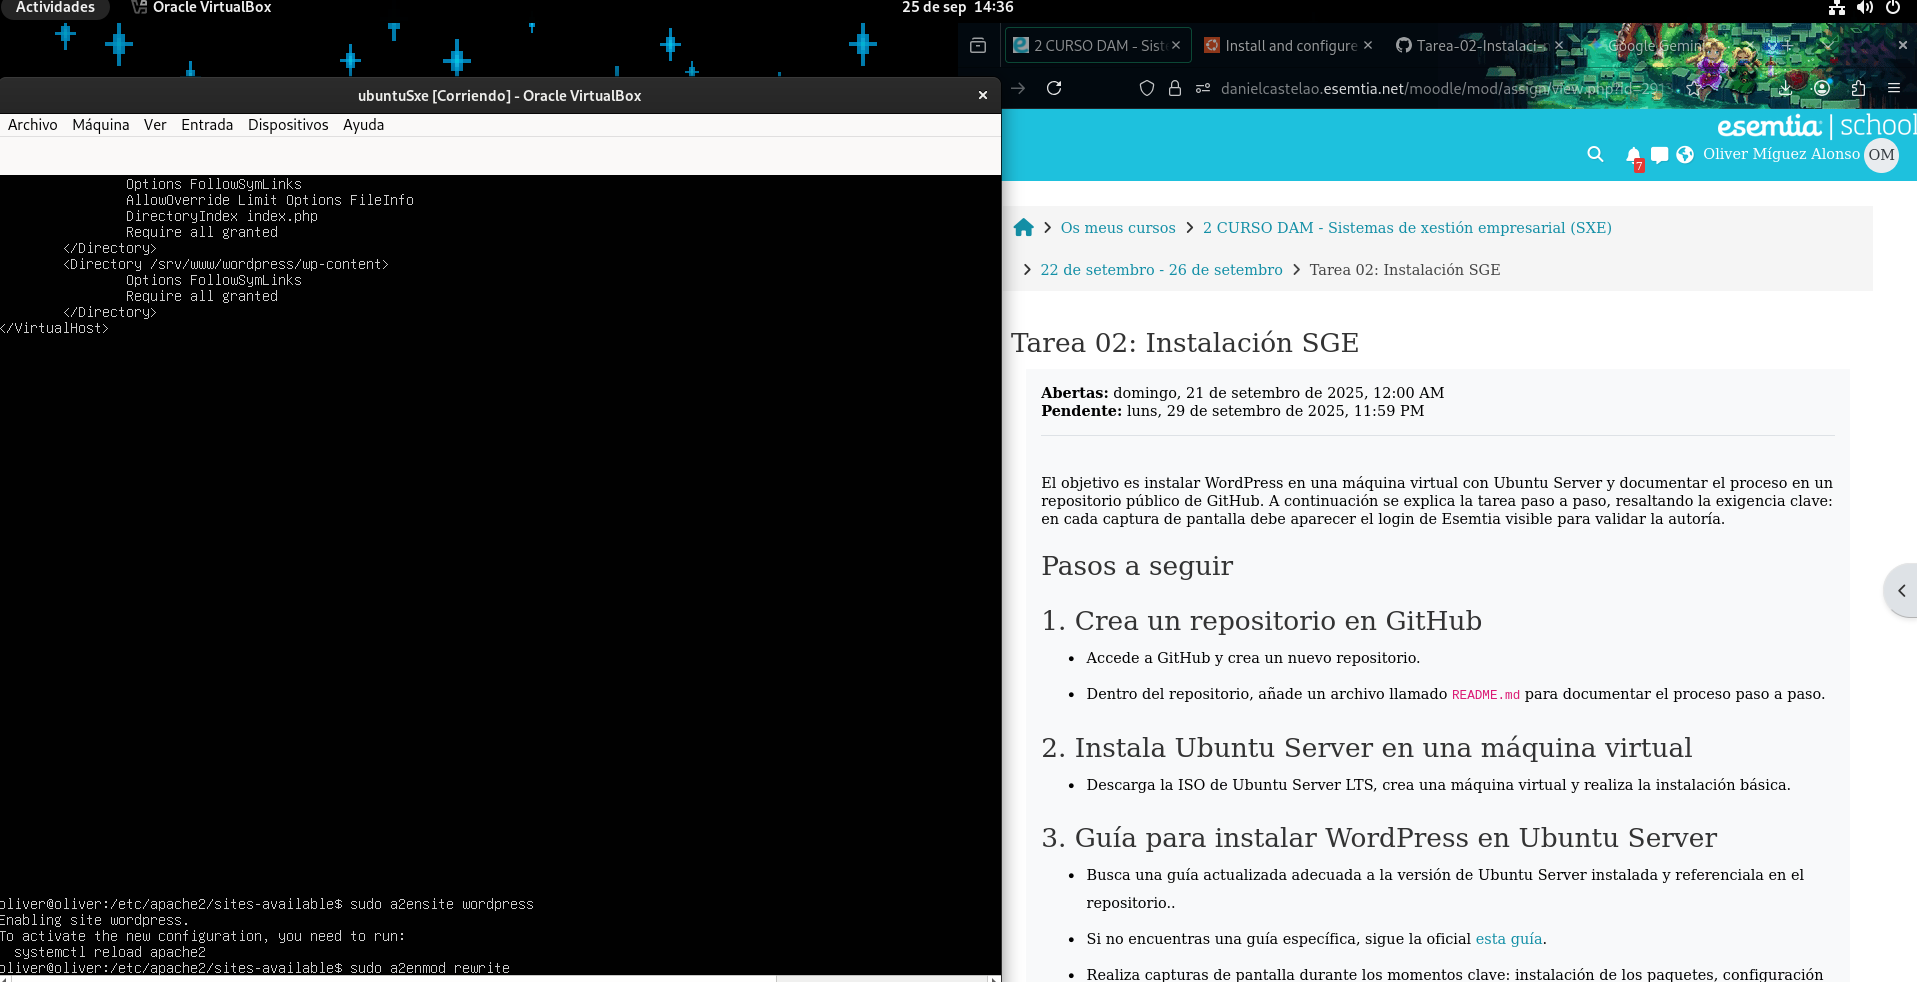 Actividades
Oracle VirtualBox
25 de sep 14:36
2 CURSO DAM - Sist
Install and configure
Tarea-02-Instalaci
Google Gemini
danielcastelao.esemtia.net/moodle/mod/assign/view.php?id=291
ubuntuSxe [Corriendo] - Oracle VirtualBox
Archivo Máquina Ver Entrada Dispositivos Ayuda
Options FollowSymLinks
AllowOverride Limit Options FileInfo
DirectoryIndex index.php
Require all granted
</Directory>
<Directory /srv/www/wordpress/wp-content>
Options FollowSymLinks
Require all granted
</Directory>
</VirtualHost>
oliver@oliver:/etc/apache2/sites-available$ sudo a2ensite wordpress
Enabling site wordpress.
To activate the new configuration, you need to run:
systemctl reload apache2
oliver@oliver:/etc/apache2/sites-available$ sudo a2enmod rewrite
esemtia | school
7
Oliver Míguez Alonso OM
Os meus cursos
2 CURSO DAM - Sistemas de xestión empresarial (SXE)
22 de setembro - 26 de setembro
Tarea 02: Instalación SGE
Tarea 02: Instalación SGE
Abertas: domingo, 21 de setembro de 2025, 12:00 AM
Pendente: luns, 29 de setembro de 2025, 11:59 PM
El objetivo es instalar WordPress en una máquina virtual con Ubuntu Server y documentar el proceso en un
repositorio público de GitHub. A continuación se explica la tarea paso a paso, resaltando la exigencia clave:
en cada captura de pantalla debe aparecer el login de Esemtia visible para validar la autoría.
Pasos a seguir
1. Crea un repositorio en GitHub
• Accede a GitHub y crea un nuevo repositorio.
• Dentro del repositorio, añade un archivo llamado README.md para documentar el proceso paso a paso.
2. Instala Ubuntu Server en una máquina virtual
• Descarga la ISO de Ubuntu Server LTS, crea una máquina virtual y realiza la instalación básica.
3. Guía para instalar WordPress en Ubuntu Server
• Busca una guía actualizada adecuada a la versión de Ubuntu Server instalada y referenciala en el
repositorio..
• Si no encuentras una guía específica, sigue la oficial esta guía.
• Realiza capturas de pantalla durante los momentos clave: instalación de los paquetes, configuración